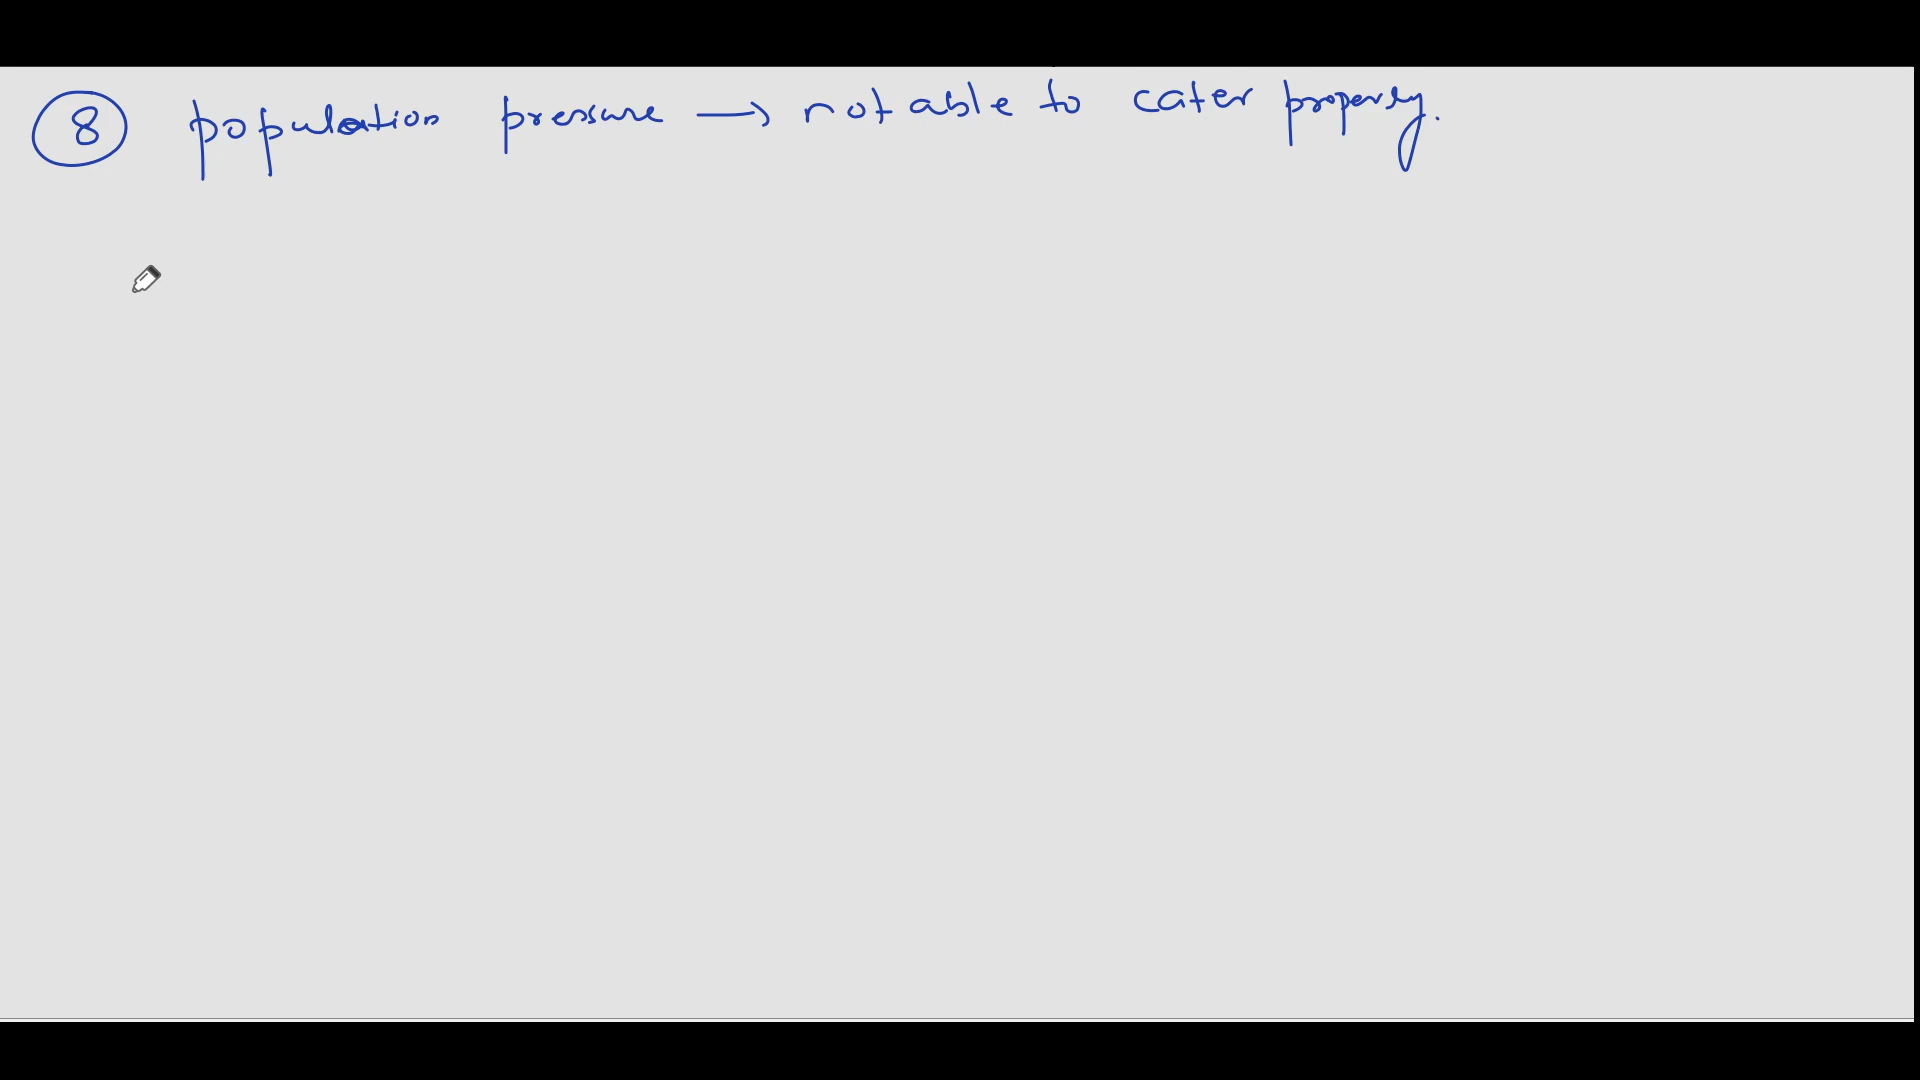 8 population pressure → not able to cater properly.